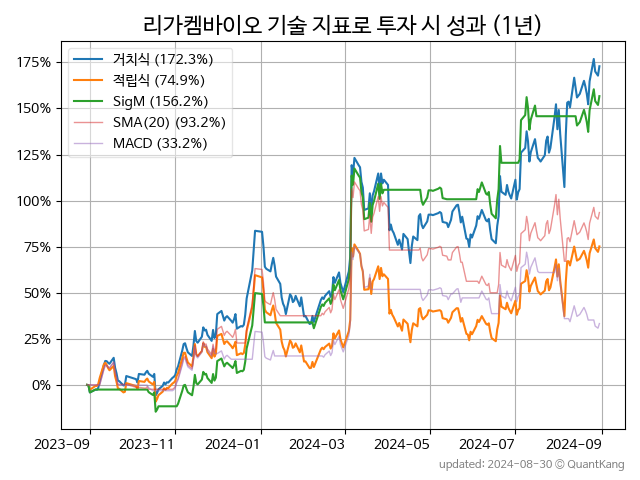 리가켐바이오 기술 지표로 투자 시 성과 (1년)
거치식 (172.3%)
적립식 (74.9%)
SigM (156.2%)
SMA(20) (93.2%)
MACD (33.2%)
175%
150%
125%
100%
75%
50%
25%
0%
2023-09 2023-11 2024-01 2024-03 2024-05 2024-07 2024-09
updated: 2024-08-30 © QuantKang